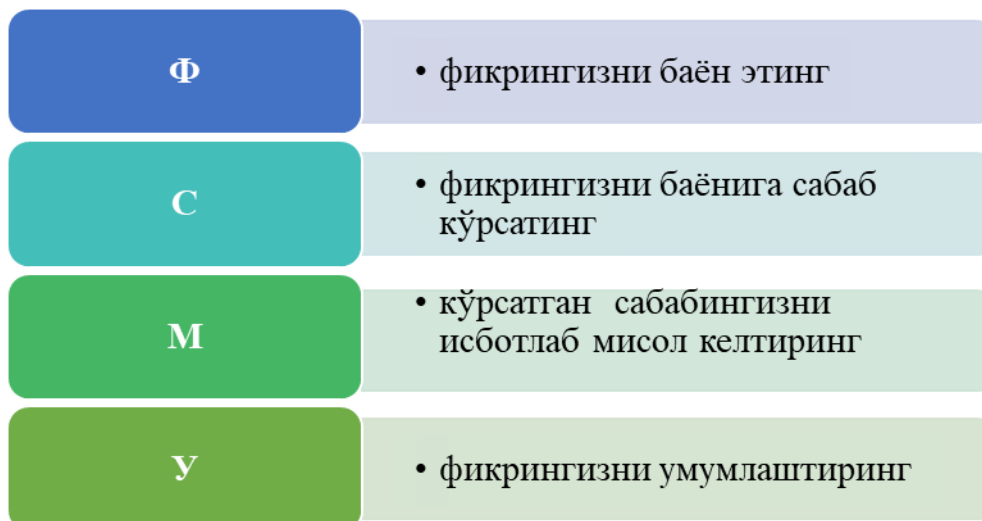 Ф
• фикрингизни баён этинг
С
• фикрингизни баёнига сабаб
кўрсатинг
М
• кўрсатган сабабингизни
исботлаб мисол келтиринг
У
• фикрингизни умумлаштиринг